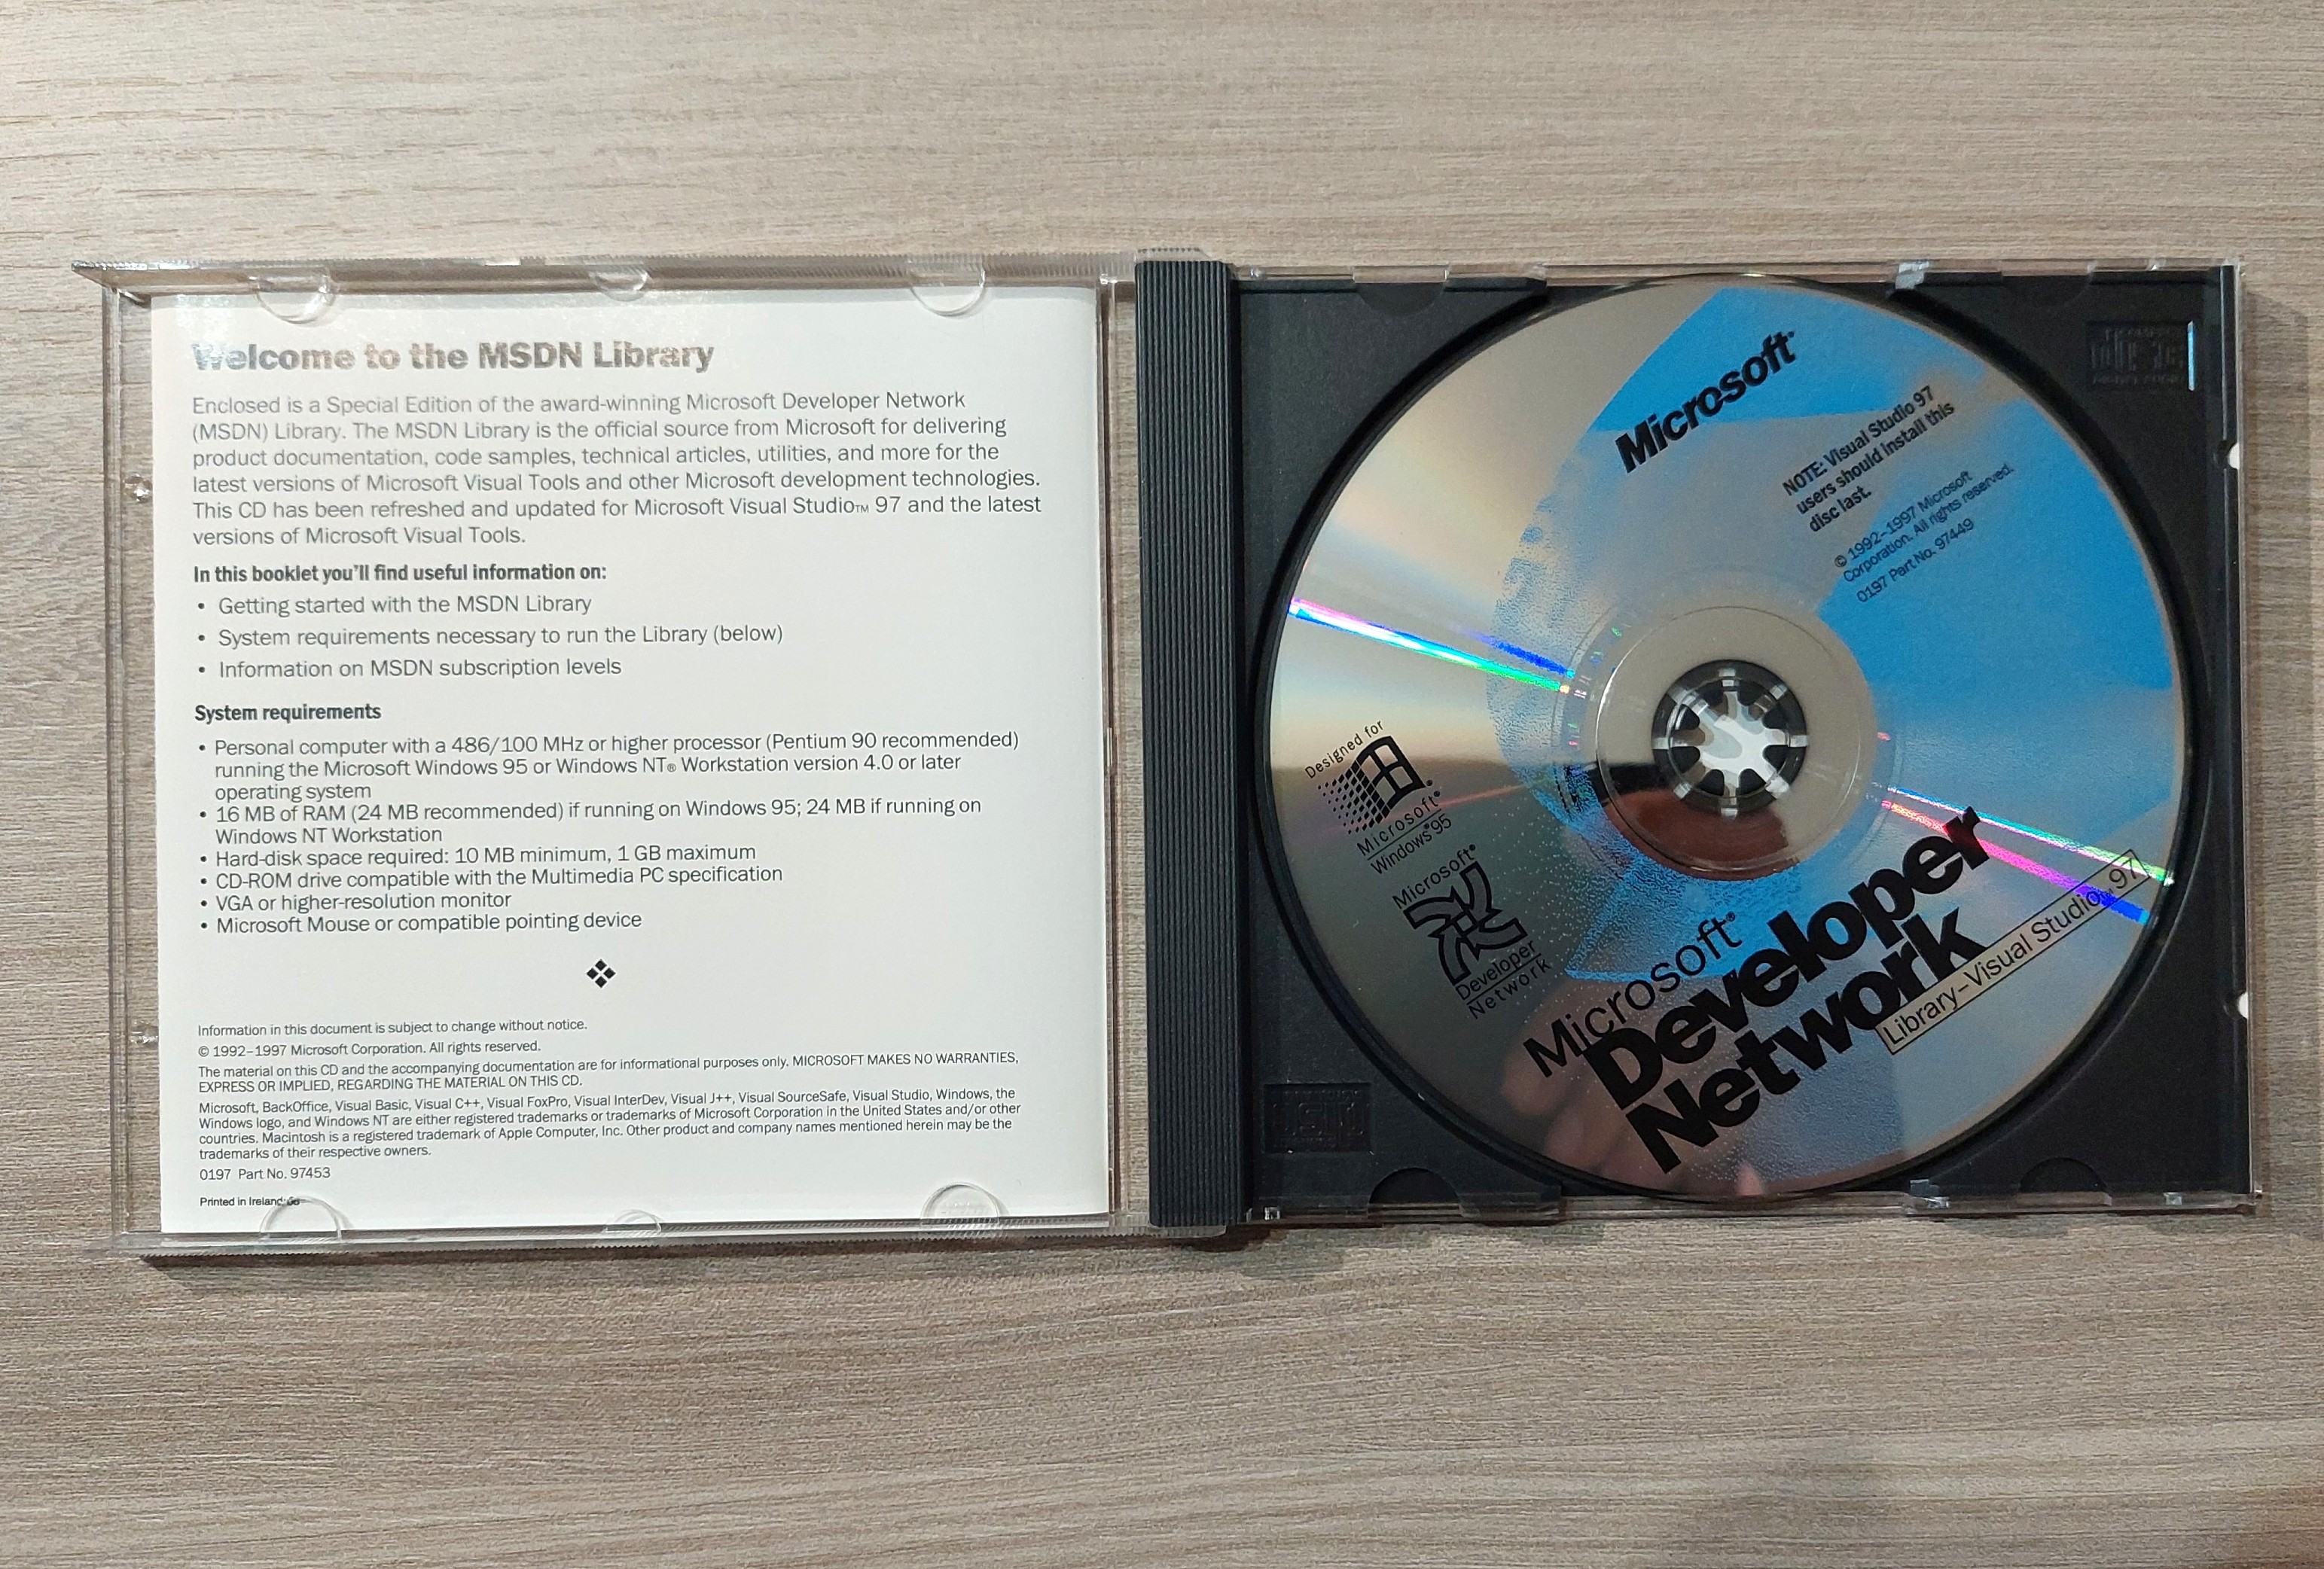 Welcome to the MSDN Library
Enclosed is a Special Edition of the award-winning Microsoft Developer Network
(MSDN) Library. The MSDN Library is the official source from Microsoft for delivering
product documentation, code samples, technical articles, utilities, and more for the
latest versions of Microsoft Visual Tools and other Microsoft development technologies.
This CD has been refreshed and updated for Microsoft Visual Studio™ 97 and the latest
versions of Microsoft Visual Tools.
In this booklet you'll find useful information on:
• Getting started with the MSDN Library
• System requirements necessary to run the Library (below)
• Information on MSDN subscription levels
System requirements
• Personal computer with a 486/100 MHz or higher processor (Pentium 90 recommended)
running the Microsoft Windows 95 or Windows NT® Workstation version 4.0 or later
operating system
• 16 MB of RAM (24 MB recommended) if running on Windows 95; 24 MB if running on
Windows NT Workstation
• Hard-disk space required: 10 MB minimum, 1 GB maximum
• CD-ROM drive compatible with the Multimedia PC specification
• VGA or higher-resolution monitor
• Microsoft Mouse or compatible pointing device
Information in this document is subject to change without notice.
© 1992–1997 Microsoft Corporation. All rights reserved.
The material on this CD and the accompanying documentation are for informational purposes only. MICROSOFT MAKES NO WARRANTIES,
EXPRESS OR IMPLIED, REGARDING THE MATERIAL ON THIS CD.
Microsoft, BackOffice, Visual Basic, Visual C++, Visual FoxPro, Visual InterDev, Visual J++, Visual SourceSafe, Visual Studio, Windows, the
Windows logo, and Windows NT are either registered trademarks or trademarks of Microsoft Corporation in the United States and/or other
countries. Macintosh is a registered trademark of Apple Computer, Inc. Other product and company names mentioned herein may be the
trademarks of their respective owners.
0197 Part No. 97453
Printed in Ireland:
Microsoft®
NOTE: Visual Studio 97
users should install this
disc last.
© 1992–1997 Microsoft
Corporation. All rights reserved.
0197 Part No. 97449
Designed for
Microsoft®
Windows®95
Microsoft®
Developer
Network
Microsoft®
Developer
Network
Library–Visual Studio™ 97